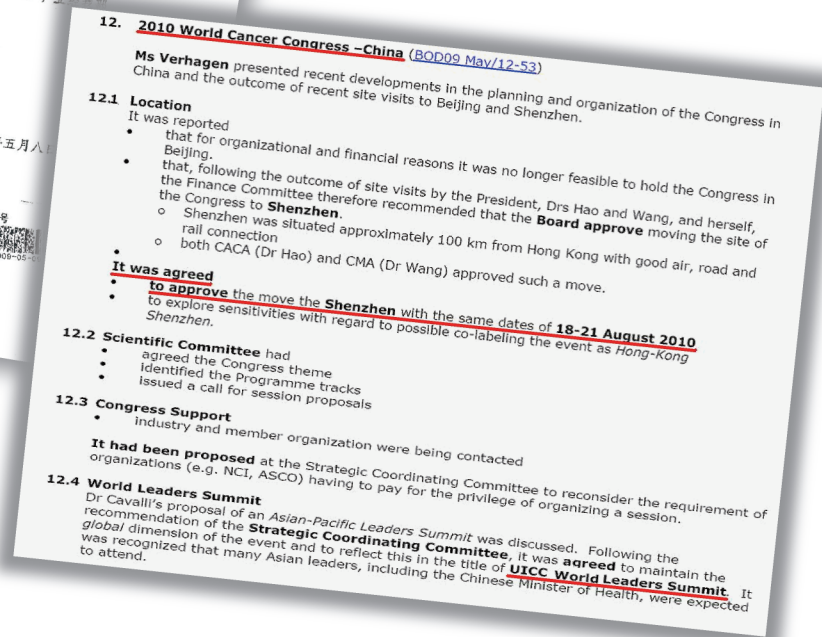 五月八
号
12. 2010 World Cancer Congress –China (BOD09 May/12-53)
Ms Verhagen presented recent developments in the planning and organization of the Congress in
China and the outcome of recent site visits to Beijing and Shenzhen.
12.1 Location
It was reported
• that for organizational and financial reasons it was no longer feasible to hold the Congress in
Beijing.
• that, following the outcome of site visits by the President, Drs Hao and Wang, and herself,
the Finance Committee therefore recommended that the Board approve moving the site of
the Congress to Shenzhen.
o Shenzhen was situated approximately 100 km from Hong Kong with good air, road and
rail connection
o both CACA (Dr Hao) and CMA (Dr Wang) approved such a move.
•
It was agreed
• to approve the move the Shenzhen with the same dates of 18-21 August 2010
• to explore sensitivities with regard to possible co-labeling the event as Hong-Kong
Shenzhen.
12.2 Scientific Committee had
• agreed the Congress theme
• identified the Programme tracks
• issued a call for session proposals
12.3 Congress Support
• industry and member organization were being contacted
It had been proposed at the Strategic Coordinating Committee to reconsider the requirement of
organizations (e.g. NCI, ASCO) having to pay for the privilege of organizing a session.
12.4 World Leaders Summit
Dr Cavalli's proposal of an Asian-Pacific Leaders Summit was discussed. Following the
recommendation of the Strategic Coordinating Committee, it was agreed to maintain the
global dimension of the event and to reflect this in the title of UICC World Leaders Summit. It
was recognized that many Asian leaders, including the Chinese Minister of Health, were expected
to attend.